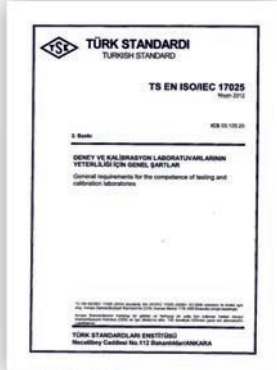 TSE
TÜRK STANDARDI
TURKISH STANDARD
TS EN ISO/IEC 17025
Nisan 2012
ICS 03.120.20
2. Baskı
DENEY VE KALİBRASYON LABORATUVARLARININ
YETERLİLİĞİ İÇİN GENEL ŞARTLAR
General requirements for the competence of testing and
calibration laboratories
TÜRK STANDARDLARI ENSTİTÜSÜ
Necatibey Caddesi No.112 Bakanlıklar/ANKARA